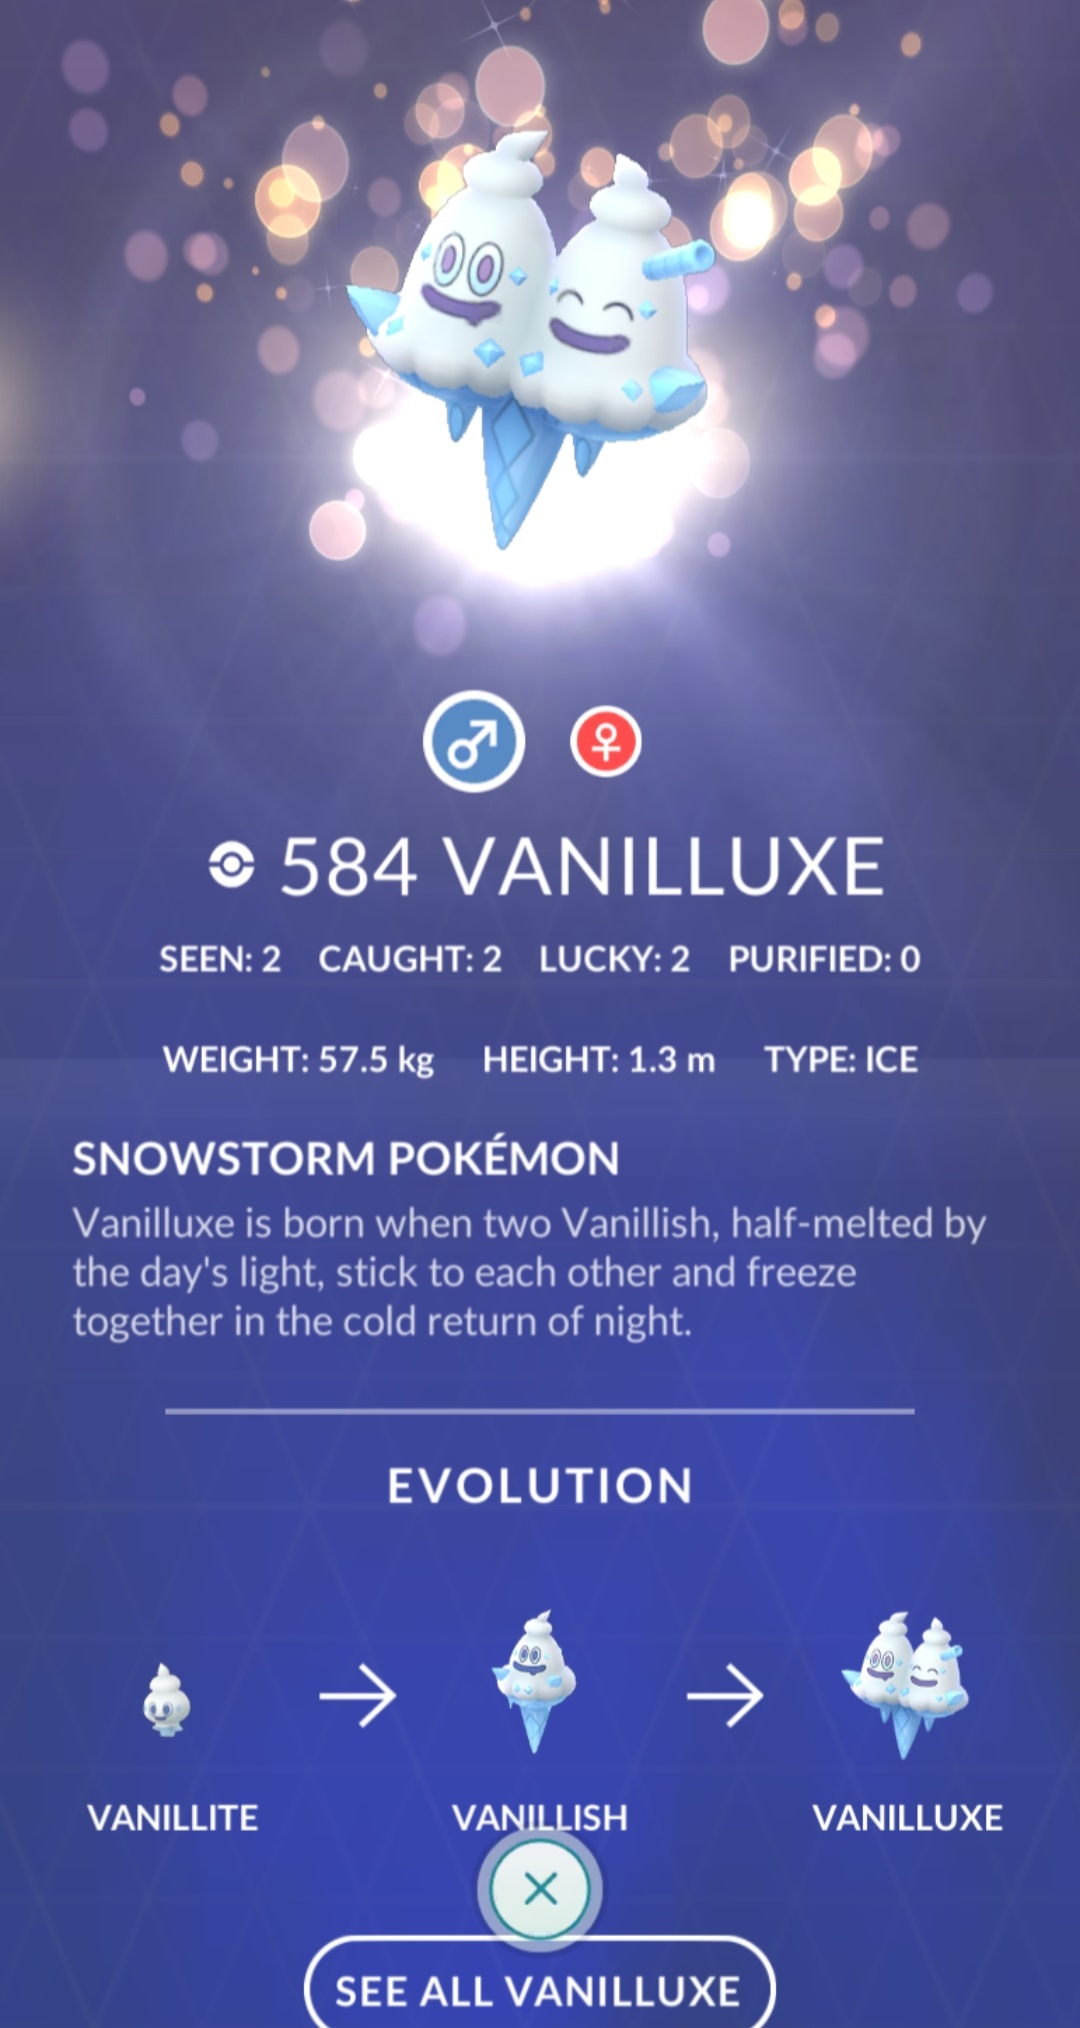 584 VANILLUXE
SEEN: 2 CAUGHT: 2 LUCKY: 2 PURIFIED: 0
WEIGHT: 57.5 kg HEIGHT: 1.3 m TYPE: ICE
SNOWSTORM POKÉMON
Vanilluxe is born when two Vanillish, half-melted by
the day's light, stick to each other and freeze
together in the cold return of night.
EVOLUTION
VANILLITE VANILLISH VANILLUXE
SEE ALL VANILLUXE